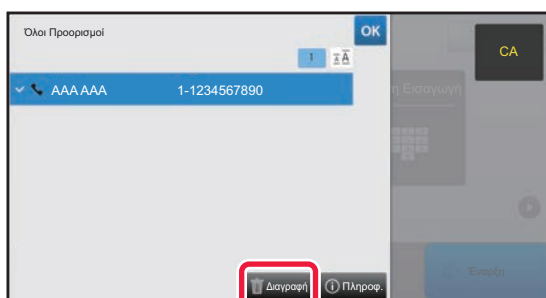 Όλοι Προορισμοί
OK
CA
1
AAA AAA 1-1234567890
η Εισαγωγή
Διαγραφή
Πληροφ.
Έναρξη